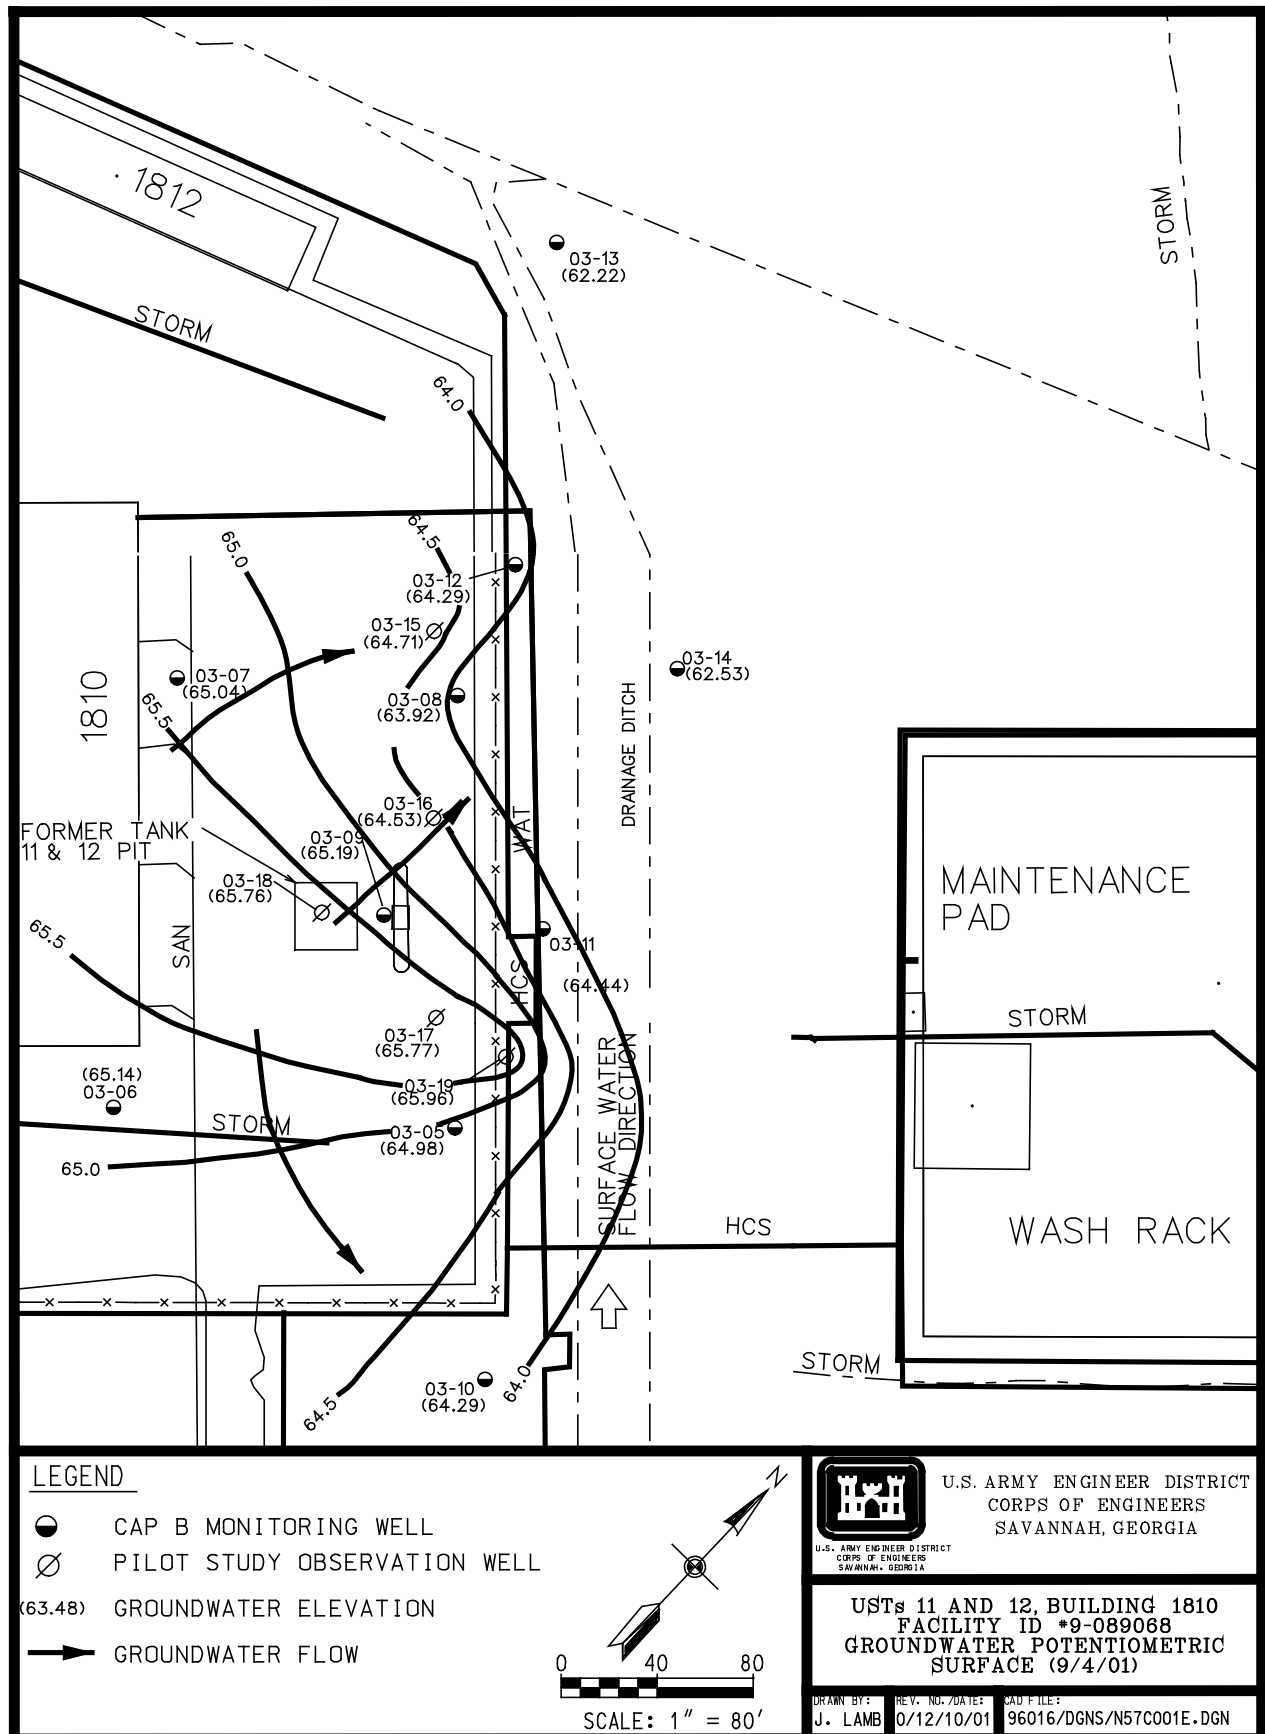 1812
STORM
03-13
(62.22)
STORM
64.0
64.5
65.0
03-12
(64.29)
03-15
(64.71)
03-14
(62.53)
03-07
(65.04)
1810
65.5
03-08
(63.92)
DRAINAGE DITCH
03-16
(64.53)
WAT
FORMER TANK
11 & 12 PIT
03-09
(65.19)
03-18
(65.76)
MAINTENANCE
PAD
65.5
SAN
03-11
(64.44)
HCS
STORM
03-17
(65.77)
SURFACE WATER
FLOW DIRECTION
(65.14)
03-06
03-19
(65.96)
STORM
03-05
(64.98)
65.0
HCS
WASH RACK
STORM
03-10
(64.29)
64.0
64.5
LEGEND
CAP B MONITORING WELL
PILOT STUDY OBSERVATION WELL
(63.48) GROUNDWATER ELEVATION
GROUNDWATER FLOW
N
0 40 80
SCALE: 1" = 80'
U.S. ARMY ENGINEER DISTRICT
CORPS OF ENGINEERS
SAVANNAH, GEORGIA
U.S. ARMY ENGINEER DISTRICT
CORPS OF ENGINEERS
SAVANNAH, GEORGIA
USTs 11 AND 12, BUILDING 1810
FACILITY ID #9-089068
GROUNDWATER POTENTIOMETRIC
SURFACE (9/4/01)
DRAWN BY:
J. LAMB
REV. NO./DATE:
0/12/10/01
CAD FILE:
96016/DGNS/N57C001E.DGN